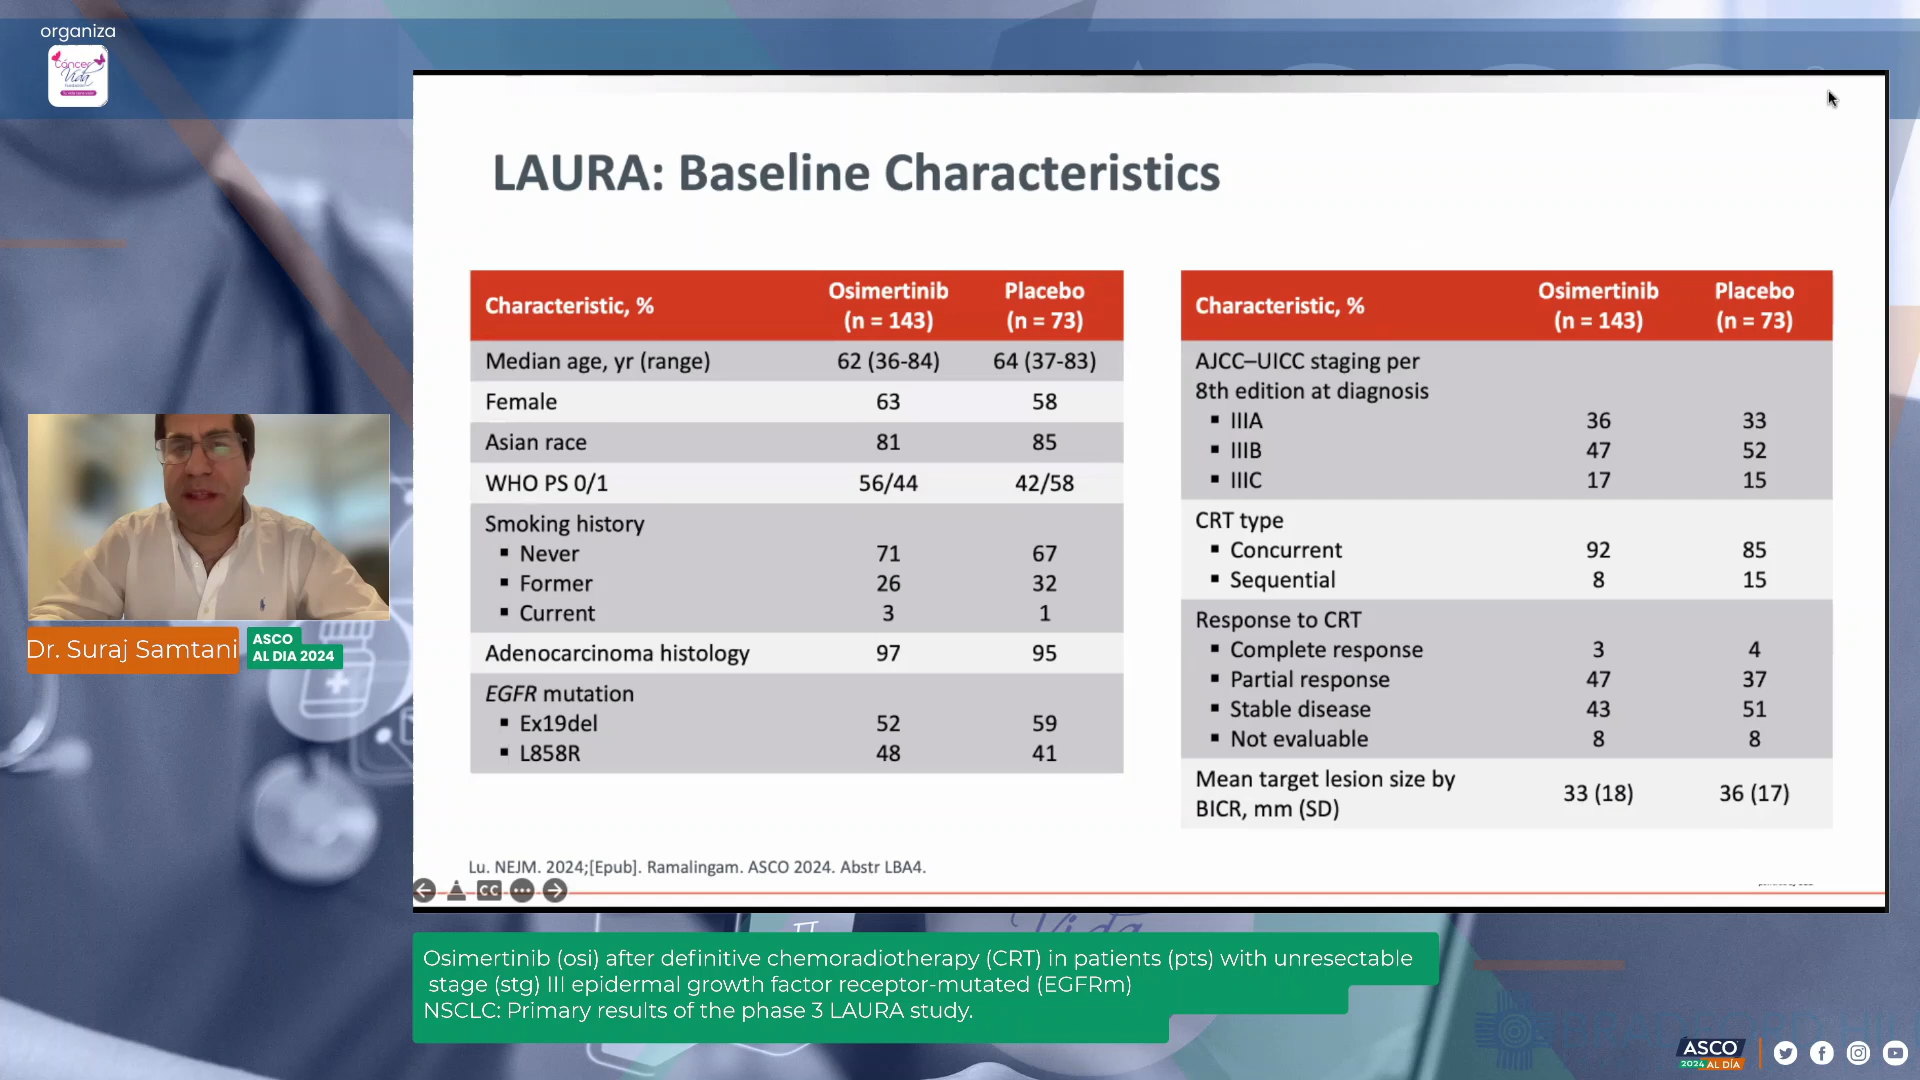 organiza
Cáncer
Vida
LAURA: Baseline Characteristics
Characteristic, % Osimertinib (n = 143) Placebo (n = 73)
Median age, yr (range) 62 (36-84) 64 (37-83)
Female 63 58
Asian race 81 85
WHO PS 0/1 56/44 42/58
Smoking history
▪ Never 71 67
▪ Former 26 32
▪ Current 3 1
Adenocarcinoma histology 97 95
EGFR mutation
▪ Ex19del 52 59
▪ L858R 48 41
Characteristic, % Osimertinib (n = 143) Placebo (n = 73)
AJCC–UICC staging per
8th edition at diagnosis
▪ IIIA 36 33
▪ IIIB 47 52
▪ IIIC 17 15
CRT type
▪ Concurrent 92 85
▪ Sequential 8 15
Response to CRT
▪ Complete response 3 4
▪ Partial response 47 37
▪ Stable disease 43 51
▪ Not evaluable 8 8
Mean target lesion size by
BICR, mm (SD) 33 (18) 36 (17)
Lu. NEJM. 2024;[Epub]. Ramalingam. ASCO 2024. Abstr LBA4.
CC
Dr. Suraj Samtani
ASCO
AL DIA 2024
Vida
Osimertinib (osi) after definitive chemoradiotherapy (CRT) in patients (pts) with unresectable
stage (stg) III epidermal growth factor receptor-mutated (EGFRm)
NSCLC: Primary results of the phase 3 LAURA study.
ASCO
2024 AL DÍA